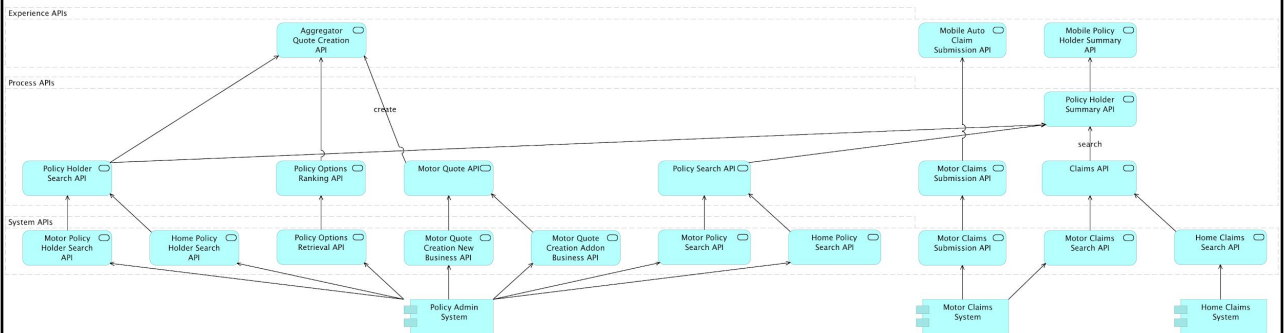 Experience APIs
Aggregator
Quote Creation
API
Mobile Auto
Claim
Submission API
Mobile Policy
Holder Summary
API
Process APIs
create
Policy Holder
Summary API
search
Policy Holder
Search API
Policy Options
Ranking API
Motor Quote API
Policy Search API
Motor Claims
Submission API
Claims API
System APIs
Motor Policy
Holder Search
API
Home Policy
Holder Search
API
Policy Options
Retrieval API
Motor Quote
Creation New
Business API
Motor Quote
Creation Addon
Business API
Motor Policy
Search API
Home Policy
Search API
Motor Claims
Submission API
Motor Claims
Search API
Home Claims
Search API
Policy Admin
System
Motor Claims
System
Home Claims
System